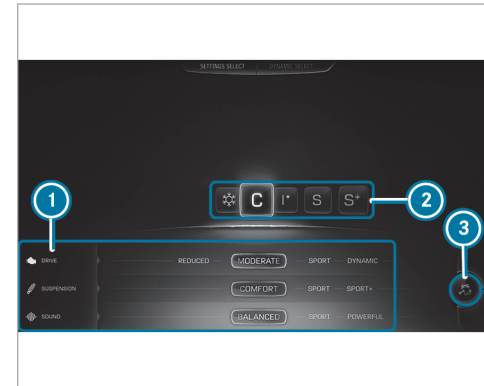 SETTINGS SELECT DYNAMIC SELECT
C I* S S+
2
1
3
DRIVE REDUCED MODERATE SPORT DYNAMIC
SUSPENSION COMFORT SPORT SPORT+
SOUND BALANCED SPORT POWERFUL